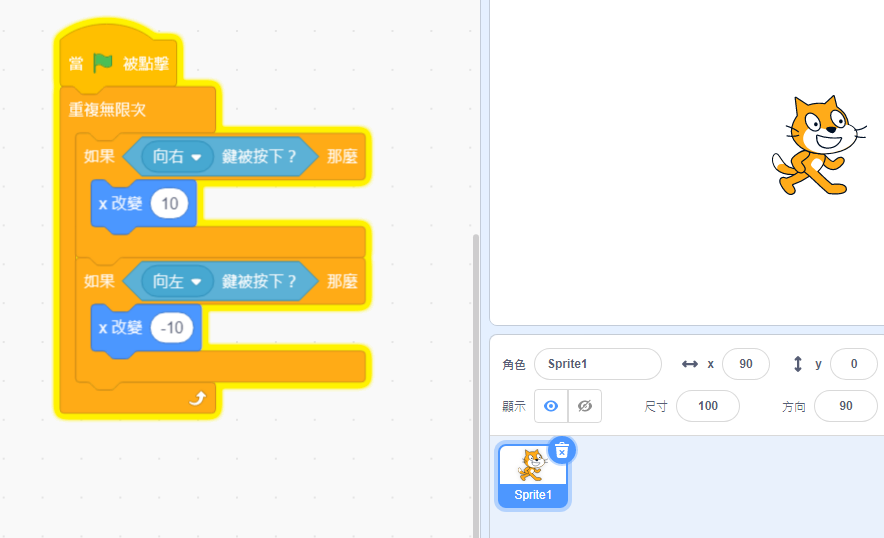 當 被點擊
重複無限次
如果 向右 鍵被按下？ 那麼
x 改變 10
如果 向左 鍵被按下？ 那麼
x 改變 -10
角色 Sprite1 x 90 y 0
顯示 尺寸 100 方向 90
Sprite1